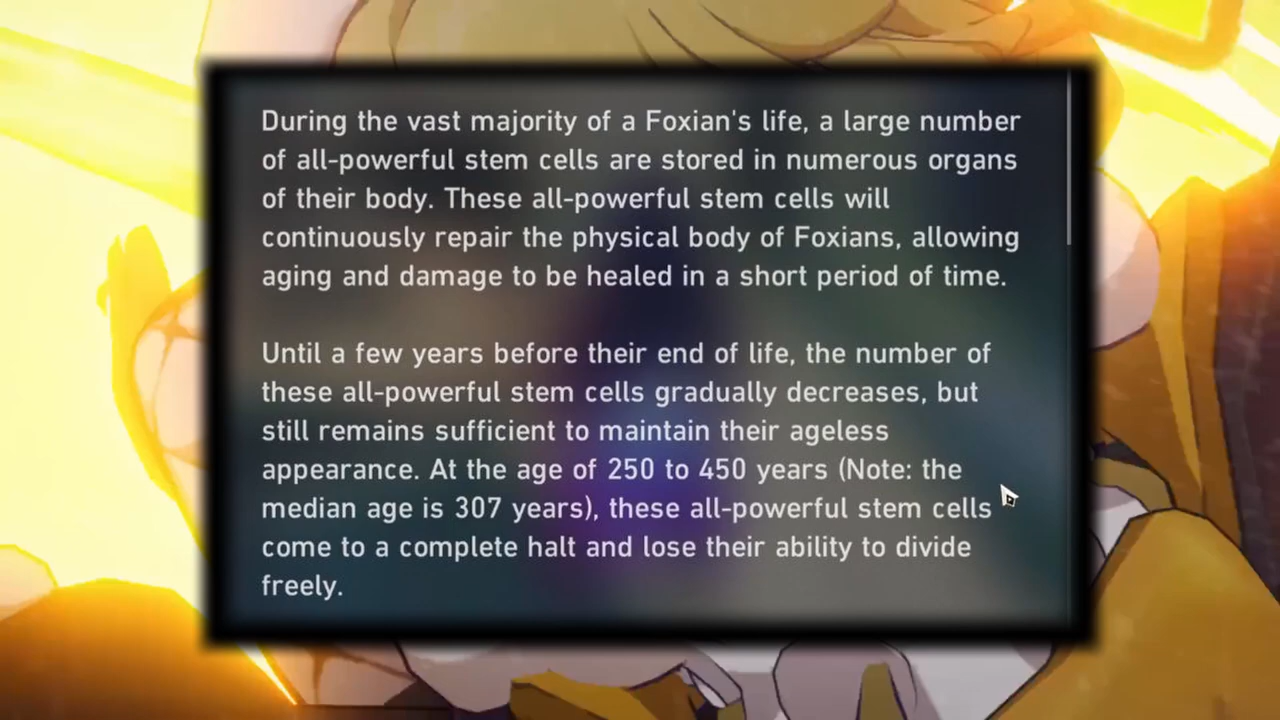 During the vast majority of a Foxian's life, a large number
of all-powerful stem cells are stored in numerous organs
of their body. These all-powerful stem cells will
continuously repair the physical body of Foxians, allowing
aging and damage to be healed in a short period of time.
Until a few years before their end of life, the number of
these all-powerful stem cells gradually decreases, but
still remains sufficient to maintain their ageless
appearance. At the age of 250 to 450 years (Note: the
median age is 307 years), these all-powerful stem cells
come to a complete halt and lose their ability to divide
freely.